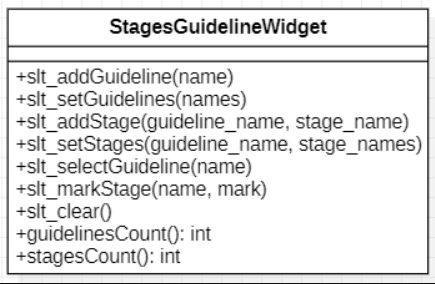 StagesGuidelineWidget
+slt_addGuideline(name)
+slt_setGuidelines(names)
+slt_addStage(guideline_name, stage_name)
+slt_setStages(guideline_name, stage_names)
+slt_selectGuideline(name)
+slt_markStage(name, mark)
+slt_clear()
+guidelinesCount(): int
+stagesCount(): int